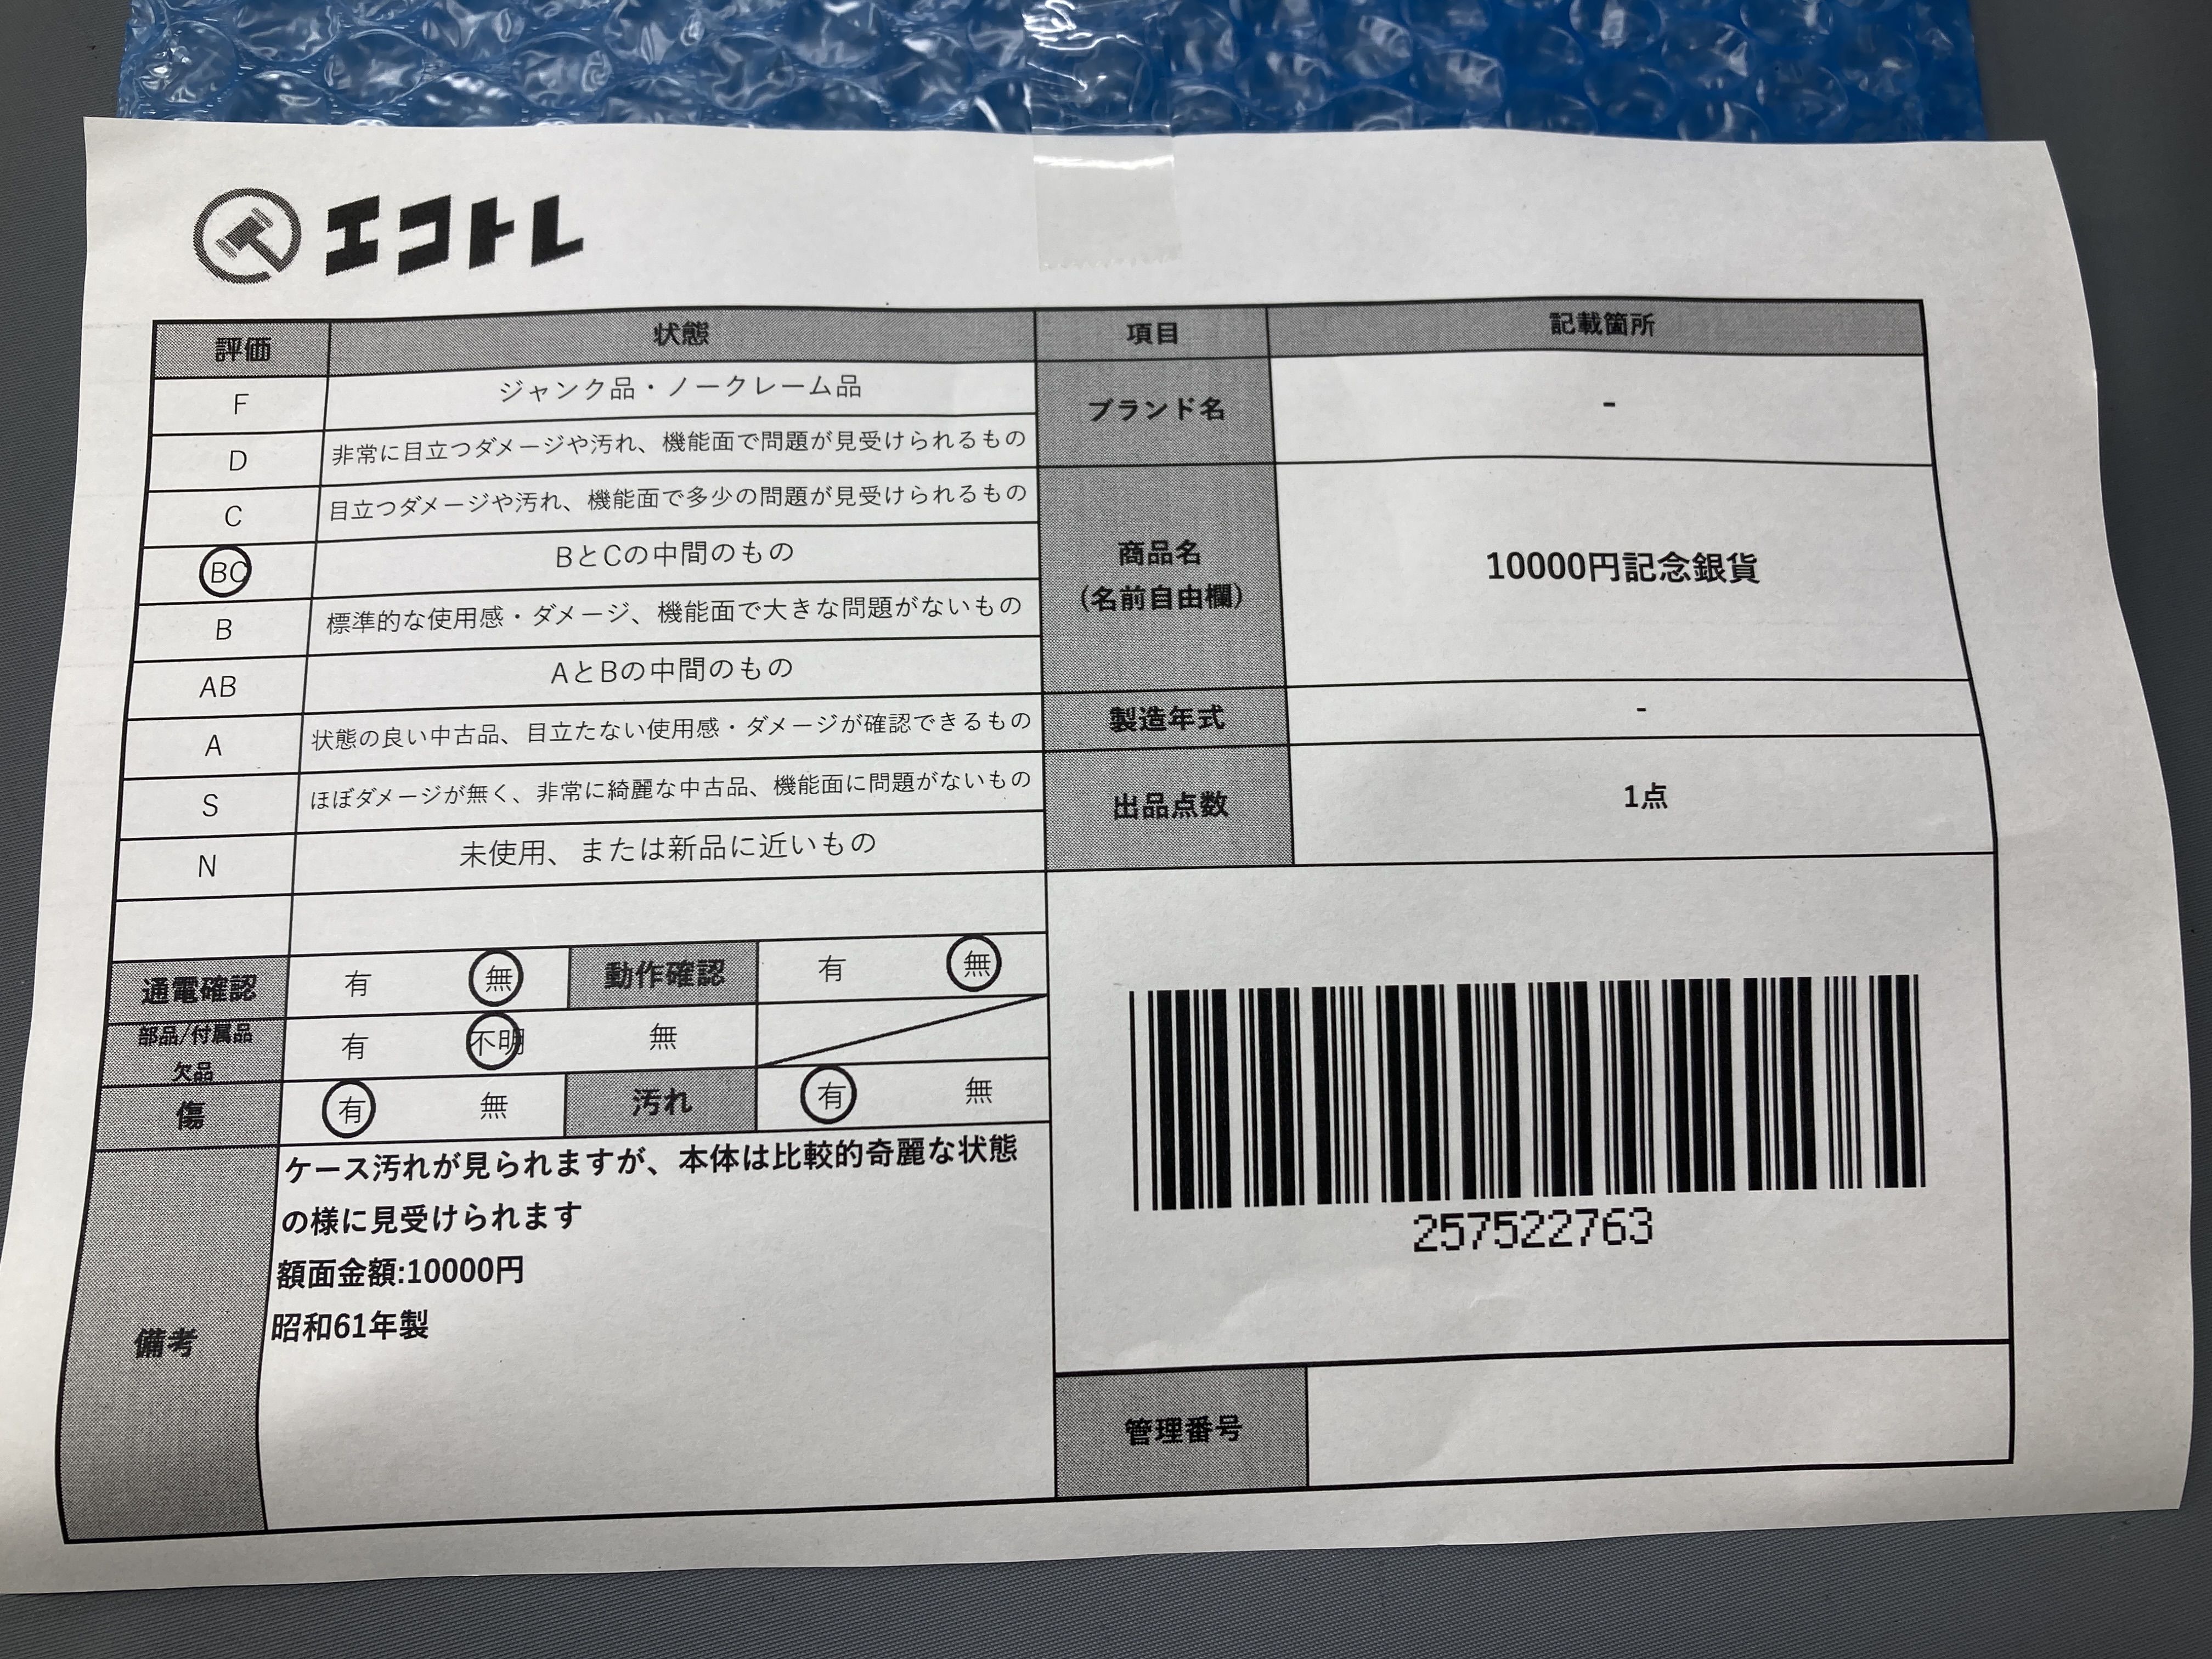 エコトレ
評価 状態
F ジャンク品・ノークレーム品
D 非常に目立つダメージや汚れ、機能面で問題が見受けられるもの
C 目立つダメージや汚れ、機能面で多少の問題が見受けられるもの
BC BとCの中間のもの
B 標準的な使用感・ダメージ、機能面で大きな問題がないもの
AB AとBの中間のもの
A 状態の良い中古品、目立たない使用感・ダメージが確認できるもの
S ほぼダメージが無く、非常に綺麗な中古品、機能面に問題がないもの
N 未使用、または新品に近いもの
通電確認 有 無 動作確認 有 無
部品/付属品
欠品 有 不明 無
傷 有 無 汚れ 有 無
備考
ケース汚れが見られますが、本体は比較的奇麗な状態
の様に見受けられます
額面金額:10000円
昭和61年製
項目 記載箇所
ブランド名 -
商品名
(名前自由欄)
10000円記念銀貨
製造年式 -
出品点数 1点
257522763
管理番号